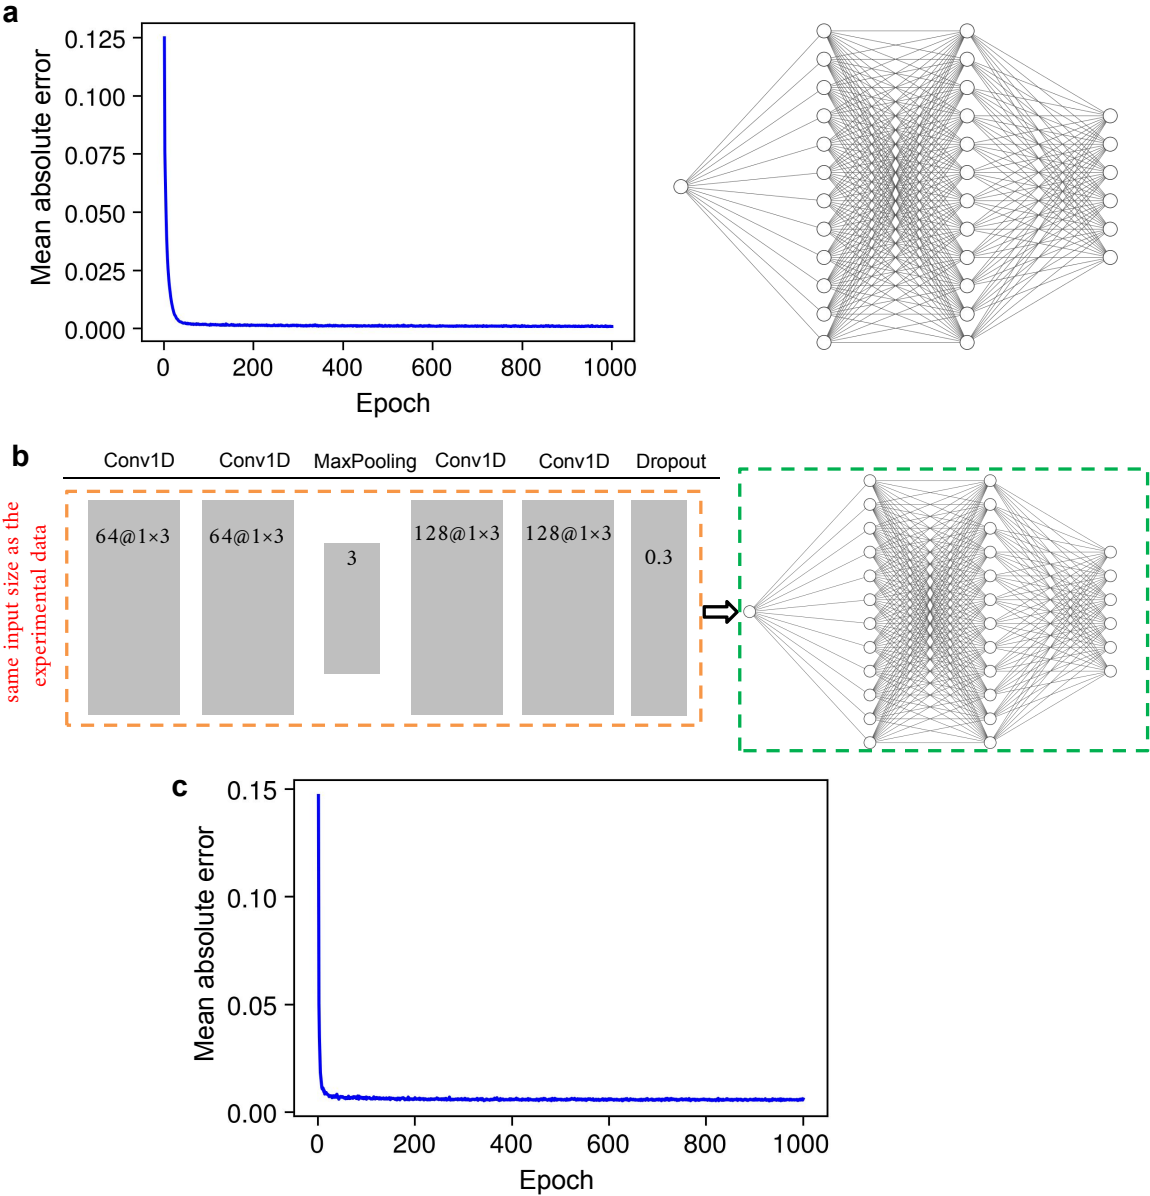 a
Mean absolute error
0.125
0.100
0.075
0.050
0.025
0.000
0 200 400 600 800 1000
Epoch
b
Conv1D Conv1D MaxPooling Conv1D Conv1D Dropout
same input size as the
experimental data
64@1×3 64@1×3 3 128@1×3 128@1×3 0.3
c
Mean absolute error
0.15
0.10
0.05
0.00
0 200 400 600 800 1000
Epoch